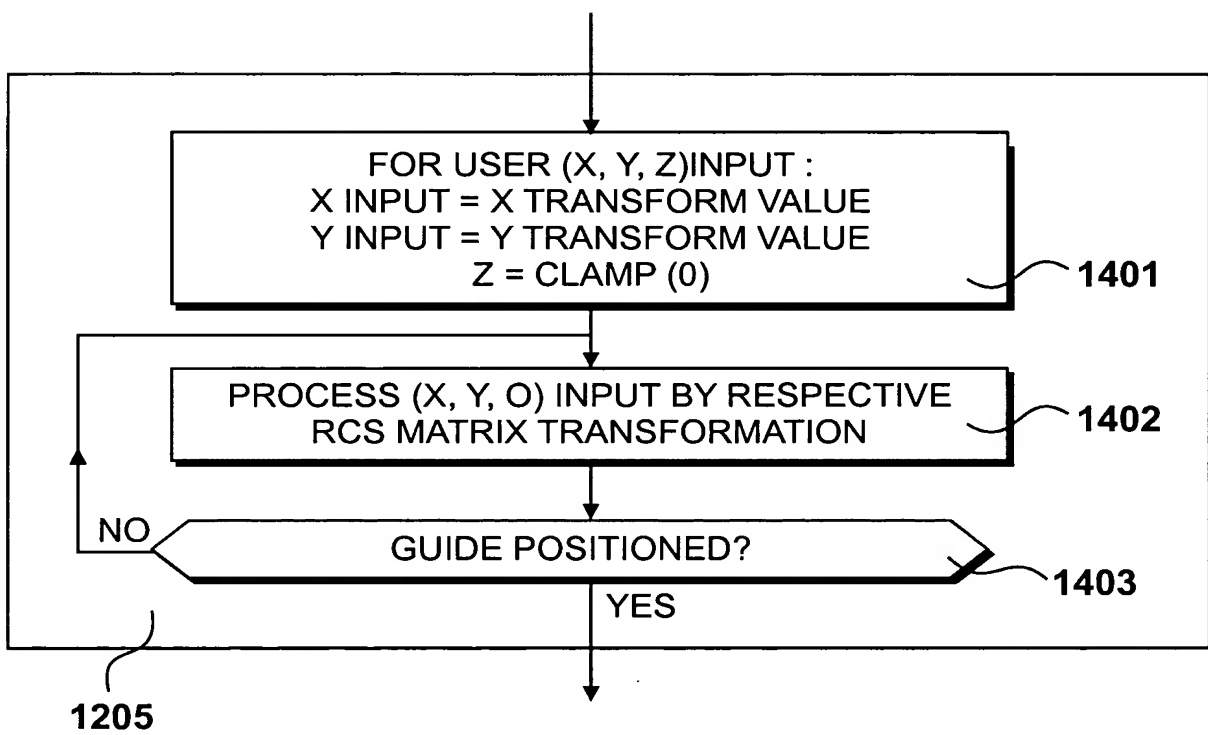 FOR USER (X, Y, Z)INPUT :
X INPUT = X TRANSFORM VALUE
Y INPUT = Y TRANSFORM VALUE
Z = CLAMP (0)
1401
PROCESS (X, Y, O) INPUT BY RESPECTIVE
RCS MATRIX TRANSFORMATION
1402
NO
GUIDE POSITIONED?
1403
YES
1205